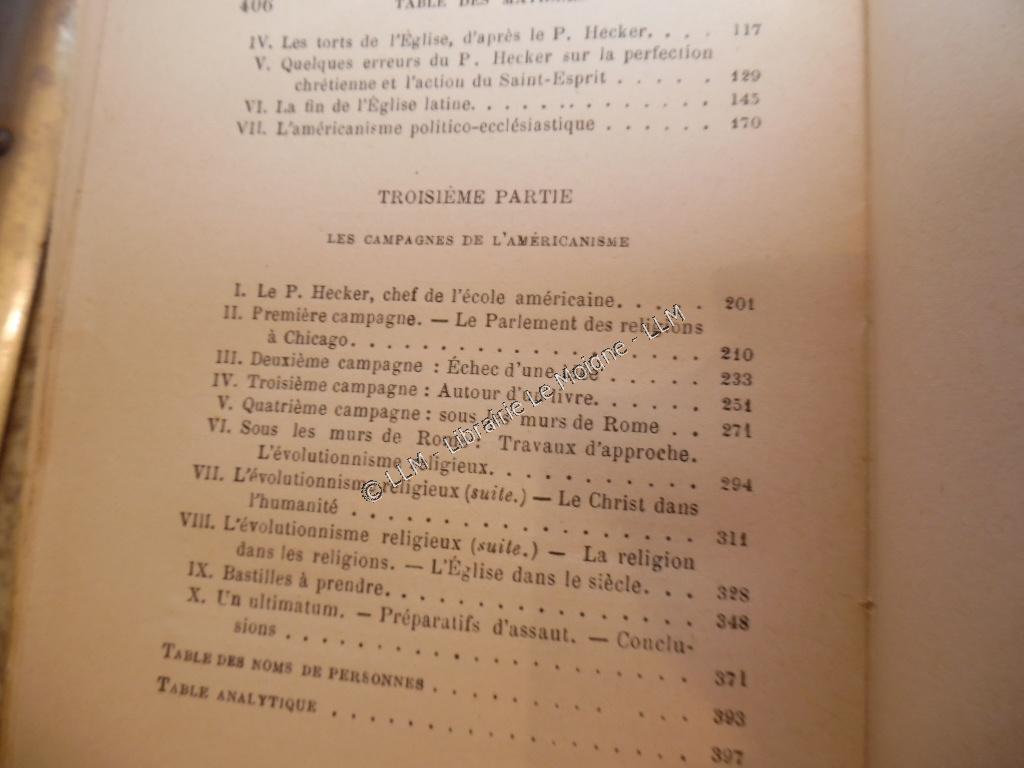 406 TABLE DES MATIÈRES
IV. Les torts de l'Église, d'après le P. Hecker. . . . 117
V. Quelques erreurs du P. Hecker sur la perfection
chrétienne et l'action du Saint-Esprit . . . . . 129
VI. La fin de l'Église latine. . . . . . . . . . . . 145
VII. L'américanisme politico-ecclésiastique . . . . . . 170
TROISIÈME PARTIE
LES CAMPAGNES DE L'AMÉRICANISME
I. Le P. Hecker, chef de l'école américaine. . . . . 201
II. Première campagne. — Le Parlement des religions
à Chicago. . . . . . . . . . . . . . . . . 210
III. Deuxième campagne : Échec d'une idée . . . . . 233
IV. Troisième campagne : Autour d'un livre. . . . . . 251
V. Quatrième campagne : sous les murs de Rome . . 271
VI. Sous les murs de Rome : Travaux d'approche.
L'évolutionnisme religieux. . . . . . . . . . 294
VII. L'évolutionnisme religieux (suite.) — Le Christ dans
l'humanité . . . . . . . . . . . . . . . . 311
VIII. L'évolutionnisme religieux (suite.) — La religion
dans les religions. — L'Église dans le siècle. . . 328
IX. Bastilles à prendre. . . . . . . . . . . . . . . 348
X. Un ultimatum. — Préparatifs d'assaut. — Conclu-
sions . . . . . . . . . . . . . . . . . . . 371
TABLE DES NOMS DE PERSONNES . . . . . . . . . . . . 393
TABLE ANALYTIQUE . . . . . . . . . . . . . . . . . 397
© LLM - Librairie Le Moigne - LLM